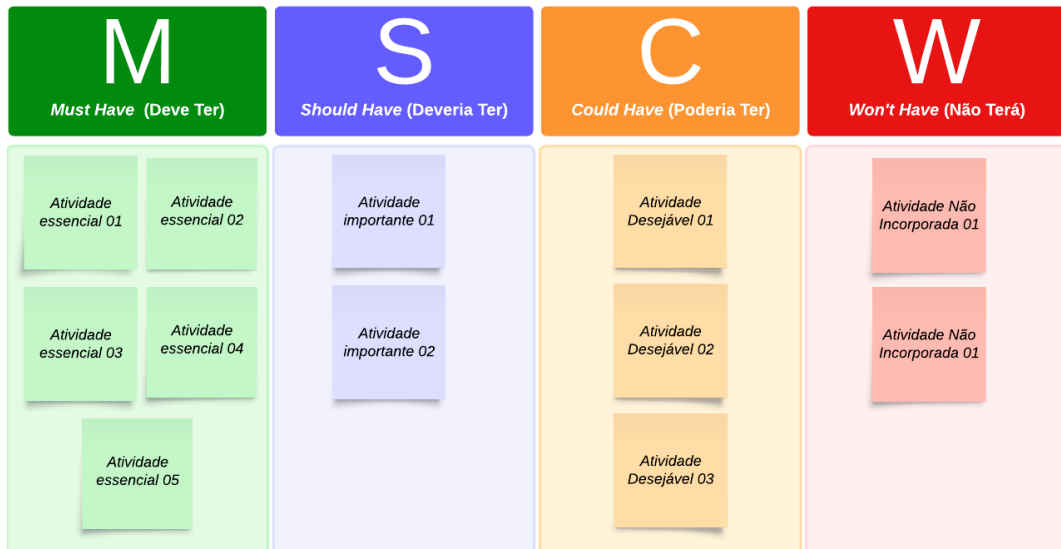 M
Must Have (Deve Ter)
S
Should Have (Deveria Ter)
C
Could Have (Poderia Ter)
W
Won't Have (Não Terá)
Atividade
essencial 01
Atividade
essencial 02
Atividade
essencial 03
Atividade
essencial 04
Atividade
essencial 05
Atividade
importante 01
Atividade
importante 02
Atividade
Desejável 01
Atividade
Desejável 02
Atividade
Desejável 03
Atividade Não
Incorporada 01
Atividade Não
Incorporada 01